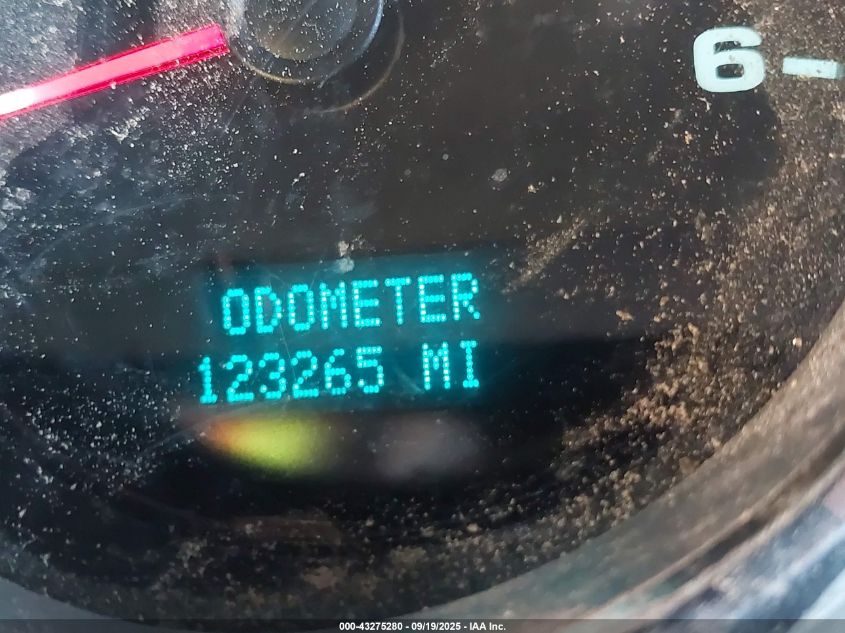 6
ODOMETER
123265 MI
000-43275280 - 09/19/2025 - IAA Inc.